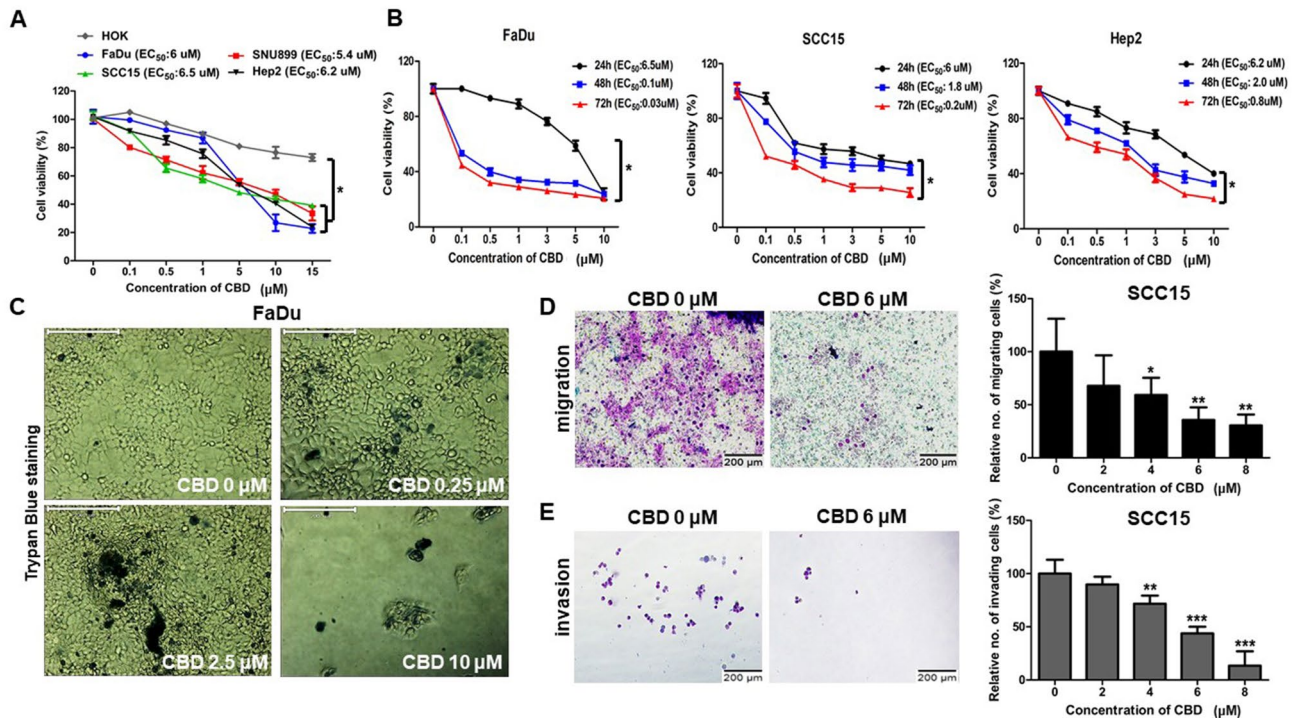 A
HOK
FaDu (EC50:6 uM)
SCC15 (EC50:6.5uM)
SNU899 (EC50:5.4 uM)
Hep2 (EC50:6.2 uM)
Cell viability (%)
120
100
80
60
40
20
0 0.1 0.5 1 5 10 15
Concentration of CBD (µM)
*
B
FaDu
24h (EC50:6.5uM)
48h (EC50:0.1uM)
72h (EC50:0.03uM)
Cell viability (%)
120
80
40
0
0 0.1 0.5 1 3 5 10
Concentration of CBD (µM)
*
SCC15
24h (EC50:6 uM)
48h (EC50: 1.8 uM)
72h (EC50:0.2uM)
Cell viability (%)
120
80
40
0
0 0.1 0.5 1 3 5 10
Concentration of CBD (µM)
*
Hep2
24h (EC50:6.2 uM)
48h (EC50: 2.0 uM)
72h (EC50:0.8uM)
Cell viability (%)
120
80
40
0
0 0.1 0.5 1 3 5 10
Concentration of CBD (µM)
*
C
FaDu
Trypan Blue staining
CBD 0 µM
CBD 0.25 µM
CBD 2.5 µM
CBD 10 µM
D
CBD 0 µM
CBD 6 µM
migration
200 µm
200 µm
SCC15
Relative no. of migrating cells (%)
150
100
50
0
* ** **
0 2 4 6 8
Concentration of CBD (µM)
E
CBD 0 µM
CBD 6 µM
invasion
200 µm
200 µm
SCC15
Relative no. of invading cells (%)
150
100
50
0
** *** ***
0 2 4 6 8
Concentration of CBD (µM)